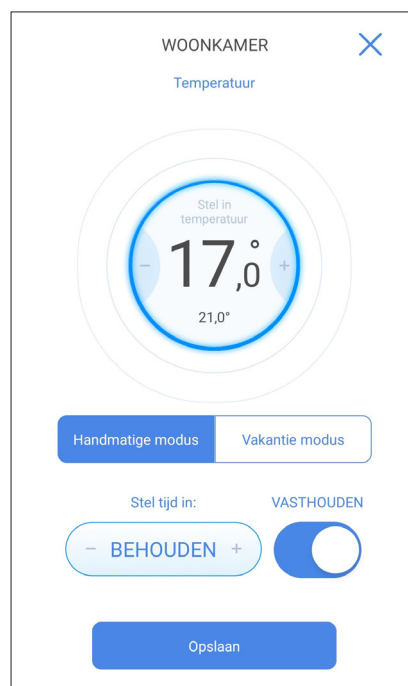 WOONKAMER
Temperatuur
Stel in
temperatuur
− 17,0° +
21,0°
Handmatige modus Vakantie modus
Stel tijd in: VASTHOUDEN
− BEHOUDEN +
Opslaan